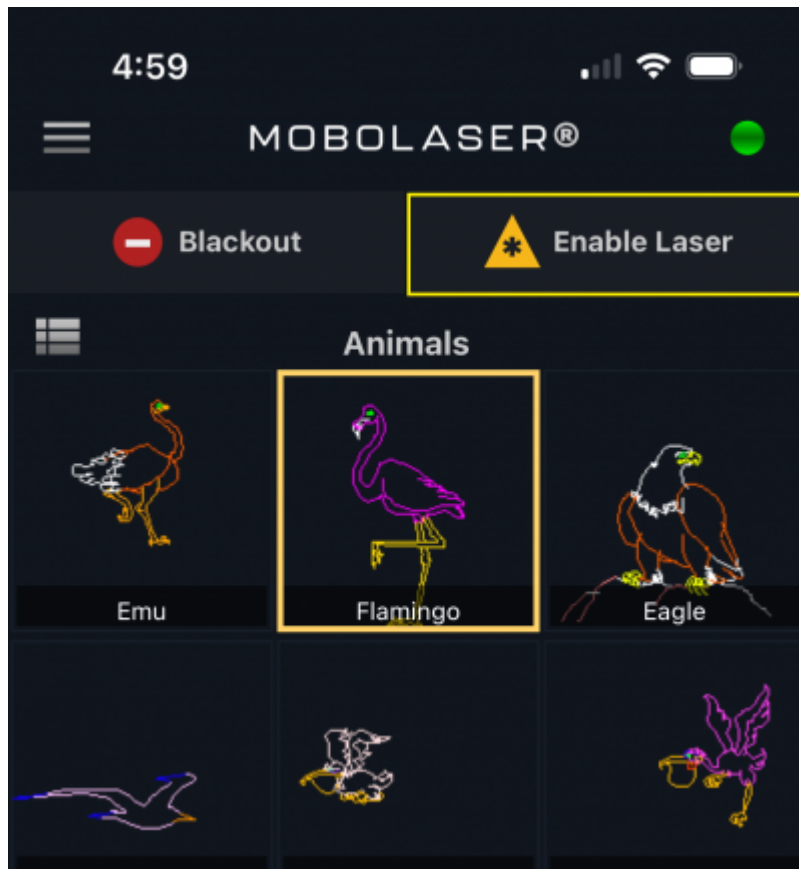 4:59
MOBOLASER®
Blackout
Enable Laser
Animals
Emu
Flamingo
Eagle